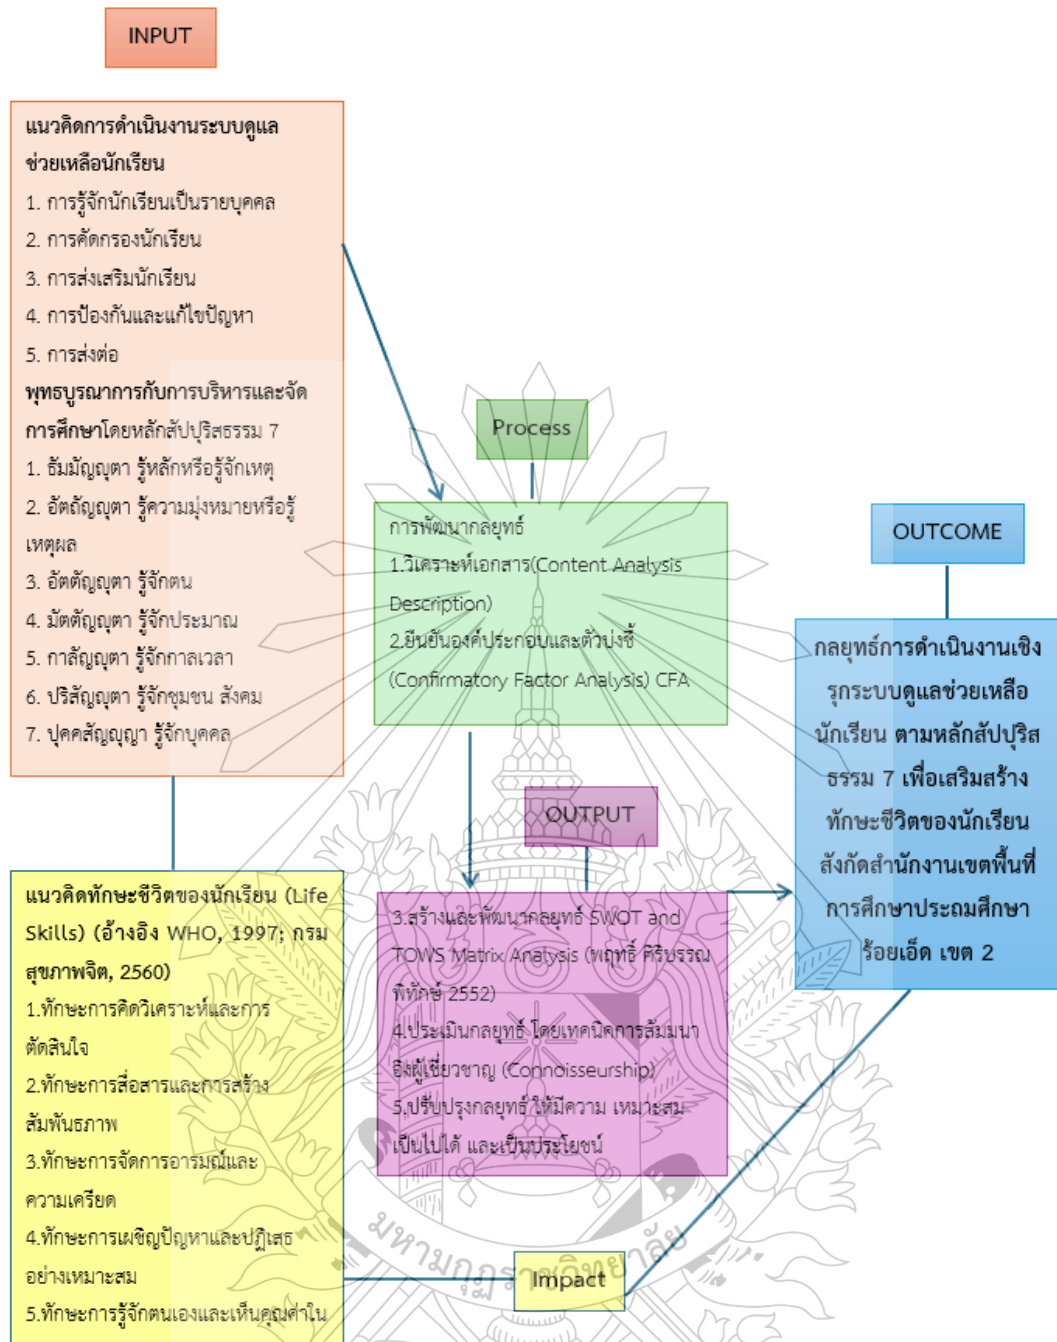 INPUT
แนวคิดการดำเนินงานระบบดูแล
ช่วยเหลือนักเรียน
1. การรู้จักนักเรียนเป็นรายบุคคล
2. การคัดกรองนักเรียน
3. การส่งเสริมนักเรียน
4. การป้องกันและแก้ไขปัญหา
5. การส่งต่อ
พุทธบูรณาการกับการบริหารและจัด
การศึกษาโดยหลักสัปปุริสธรรม 7
1. ธัมมัญญุตา รู้หลักหรือรู้จักเหตุ
2. อัตถัญญุตา รู้ความมุ่งหมายหรือรู้
เหตุผล
3. อัตตัญญุตา รู้จักตน
4. มัตตัญญุตา รู้จักประมาณ
5. กาลัญญุตา รู้จักกาลเวลา
6. ปริสัญญุตา รู้จักชุมชน สังคม
7. ปุคคสัญญุญา รู้จักบุคคล
แนวคิดทักษะชีวิตของนักเรียน (Life
Skills) (อ้างอิง WHO, 1997; กรม
สุขภาพจิต, 2560)
1.ทักษะการคิดวิเคราะห์และการ
ตัดสินใจ
2.ทักษะการสื่อสารและการสร้าง
สัมพันธภาพ
3.ทักษะการจัดการอารมณ์และ
ความเครียด
4.ทักษะการเผชิญปัญหาและปฏิเสธ
อย่างเหมาะสม
5.ทักษะการรู้จักตนเองและเห็นคุณค่าใน
Process
การพัฒนากลยุทธ์
1.วิเคราะห์เอกสาร(Content Analysis
Description)
2.ยืนยันองค์ประกอบและตัวบ่งชี้
(Confirmatory Factor Analysis) CFA
OUTPUT
3.สร้างและพัฒนากลยุทธ์ SWOT and
TOWS Matrix Analysis (พฤทธิ์ ศิริบรรณ
พิทักษ์ 2552)
4.ประเมินกลยุทธ์ โดยเทคนิคการสัมมนา
อิงผู้เชี่ยวชาญ (Connoisseurship)
5.ปรับปรุงกลยุทธ์ ให้มีความ เหมาะสม
เป็นไปได้ และเป็นประโยชน์
Impact
OUTCOME
กลยุทธ์การดำเนินงานเชิง
รุกระบบดูแลช่วยเหลือ
นักเรียน ตามหลักสัปปุริส
ธรรม 7 เพื่อเสริมสร้าง
ทักษะชีวิตของนักเรียน
สังกัดสำนักงานเขตพื้นที่
การศึกษาประถมศึกษา
ร้อยเอ็ด เขต 2
มหามกุฏราชวิทยาลัย